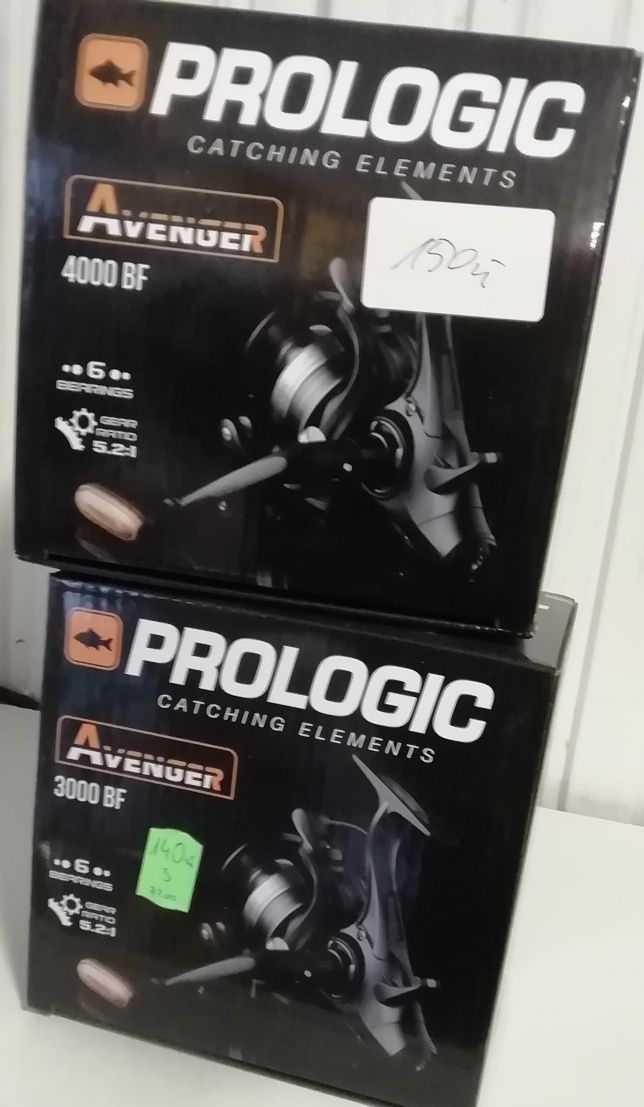 PROLOGIC
CATCHING ELEMENTS
AVENGER
4000 BF
150zł
6
BEARINGS
GEAR
RATIO
5.2:1
PROLOGIC
CATCHING ELEMENTS
AVENGER
3000 BF
140zł
5
6
BEARINGS
GEAR
RATIO
5.2:1